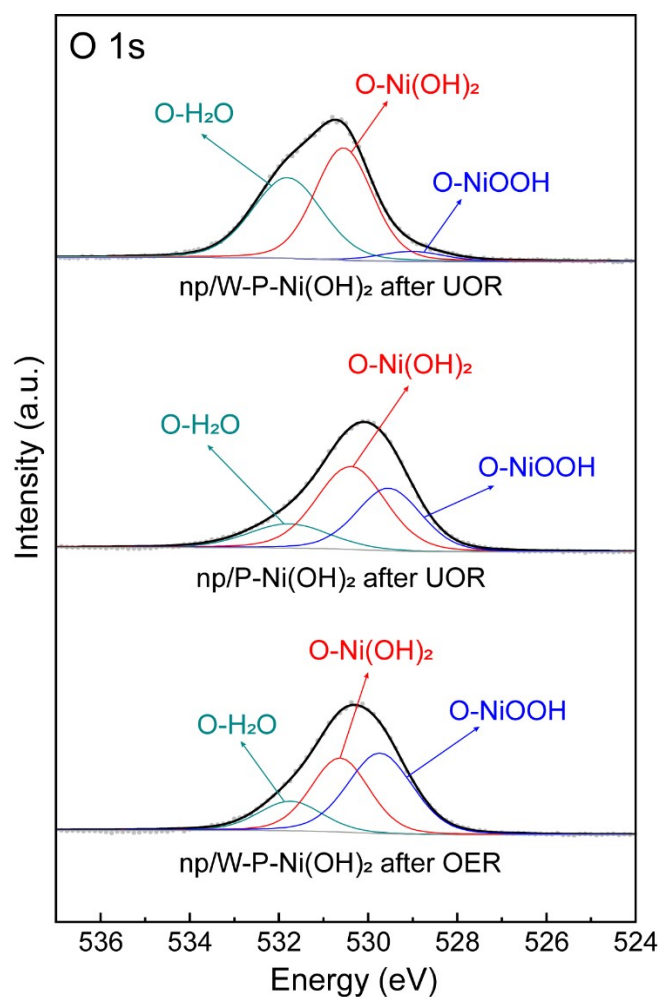 O 1s
O-Ni(OH)₂
O-H₂O
O-NiOOH
np/W-P-Ni(OH)₂ after UOR
O-Ni(OH)₂
O-H₂O
O-NiOOH
np/P-Ni(OH)₂ after UOR
O-Ni(OH)₂
O-NiOOH
O-H₂O
np/W-P-Ni(OH)₂ after OER
Intensity (a.u.)
536 534 532 530 528 526 524
Energy (eV)